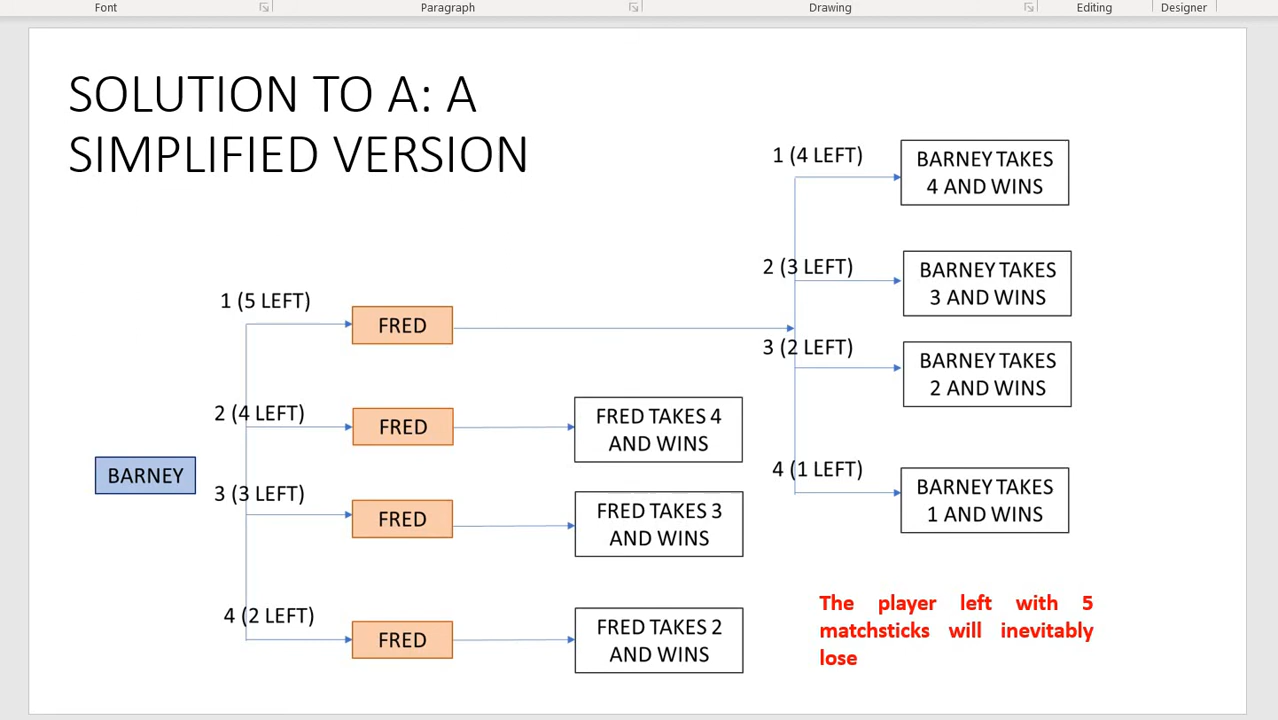 Font
Paragraph
Drawing
Editing
Designer
SOLUTION TO A: A
SIMPLIFIED VERSION
BARNEY
1 (5 LEFT)
FRED
2 (4 LEFT)
FRED
FRED TAKES 4
AND WINS
3 (3 LEFT)
FRED
FRED TAKES 3
AND WINS
4 (2 LEFT)
FRED
FRED TAKES 2
AND WINS
1 (4 LEFT)
BARNEY TAKES
4 AND WINS
2 (3 LEFT)
BARNEY TAKES
3 AND WINS
3 (2 LEFT)
BARNEY TAKES
2 AND WINS
4 (1 LEFT)
BARNEY TAKES
1 AND WINS
The player left with 5
matchsticks will inevitably
lose